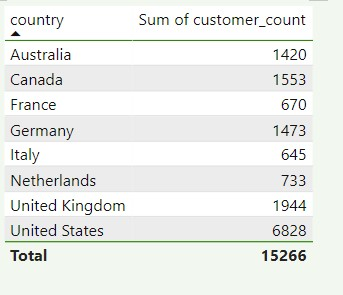 country Sum of customer_count
Australia 1420
Canada 1553
France 670
Germany 1473
Italy 645
Netherlands 733
United Kingdom 1944
United States 6828
Total 15266